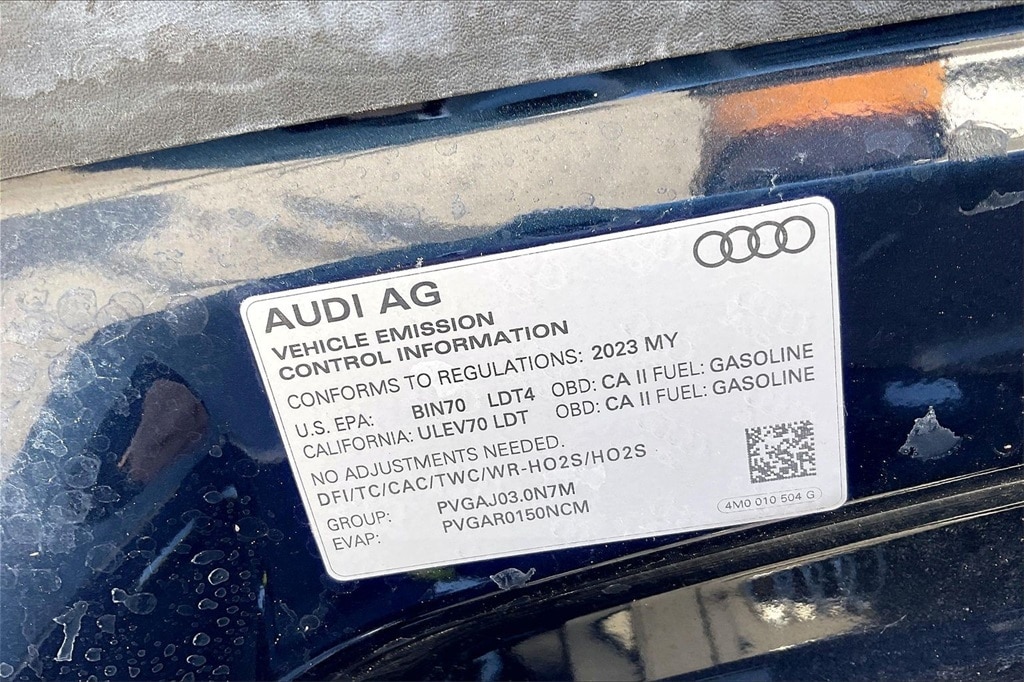 AUDI AG
VEHICLE EMISSION
CONTROL INFORMATION
CONFORMS TO REGULATIONS: 2023 MY
U.S. EPA: BIN70 LDT4 OBD: CA II FUEL: GASOLINE
CALIFORNIA: ULEV70 LDT OBD: CA II FUEL: GASOLINE
NO ADJUSTMENTS NEEDED.
DFI/TC/CAC/TWC/WR-HO2S/HO2S
GROUP: PVGAJ03.0N7M
EVAP: PVGAR0150NCM
4M0 010 504 G